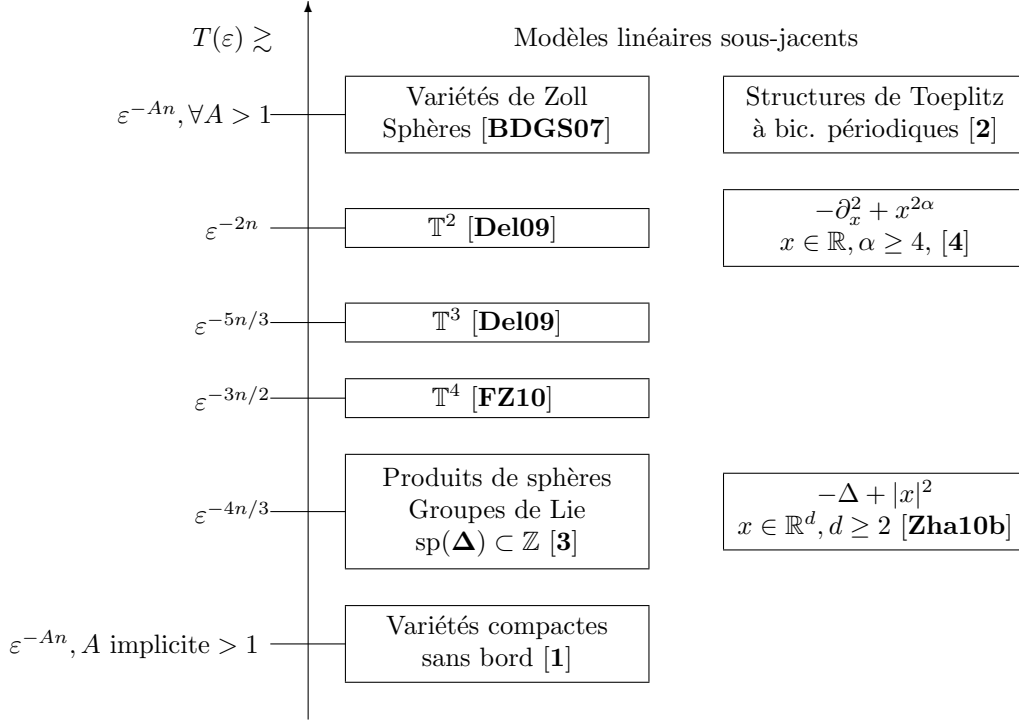 T(ε) ≳
Modèles linéaires sous-jacents
ε^{-An}, ∀A > 1
Variétés de Zoll
Sphères [BDGS07]
Structures de Toeplitz
à bic. périodiques [2]
ε^{-2n}
𝕋² [Del09]
−∂ₓ² + x^{2α}
x ∈ ℝ, α ≥ 4, [4]
ε^{-5n/3}
𝕋³ [Del09]
ε^{-3n/2}
𝕋⁴ [FZ10]
ε^{-4n/3}
Produits de sphères
Groupes de Lie
sp(Δ) ⊂ ℤ [3]
−Δ + |x|²
x ∈ ℝᵈ, d ≥ 2 [Zha10b]
ε^{-An}, A implicite > 1
Variétés compactes
sans bord [1]